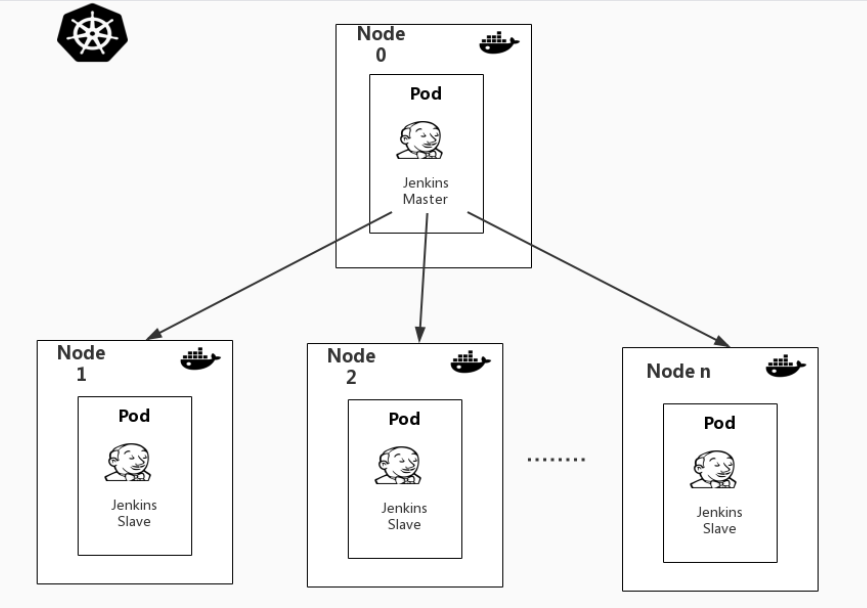 Node
0
Pod
Jenkins
Master
Node
1
Pod
Jenkins
Slave
Node
2
Pod
Jenkins
Slave
........
Node n
Pod
Jenkins
Slave